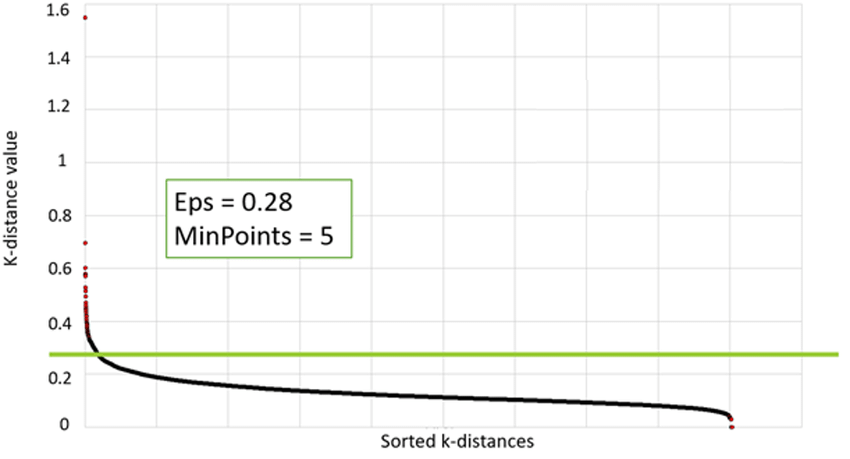 1.6
1.4
1.2
1
0.8
0.6
0.4
0.2
0
K-distance value
Eps = 0.28
MinPoints = 5
Sorted k-distances